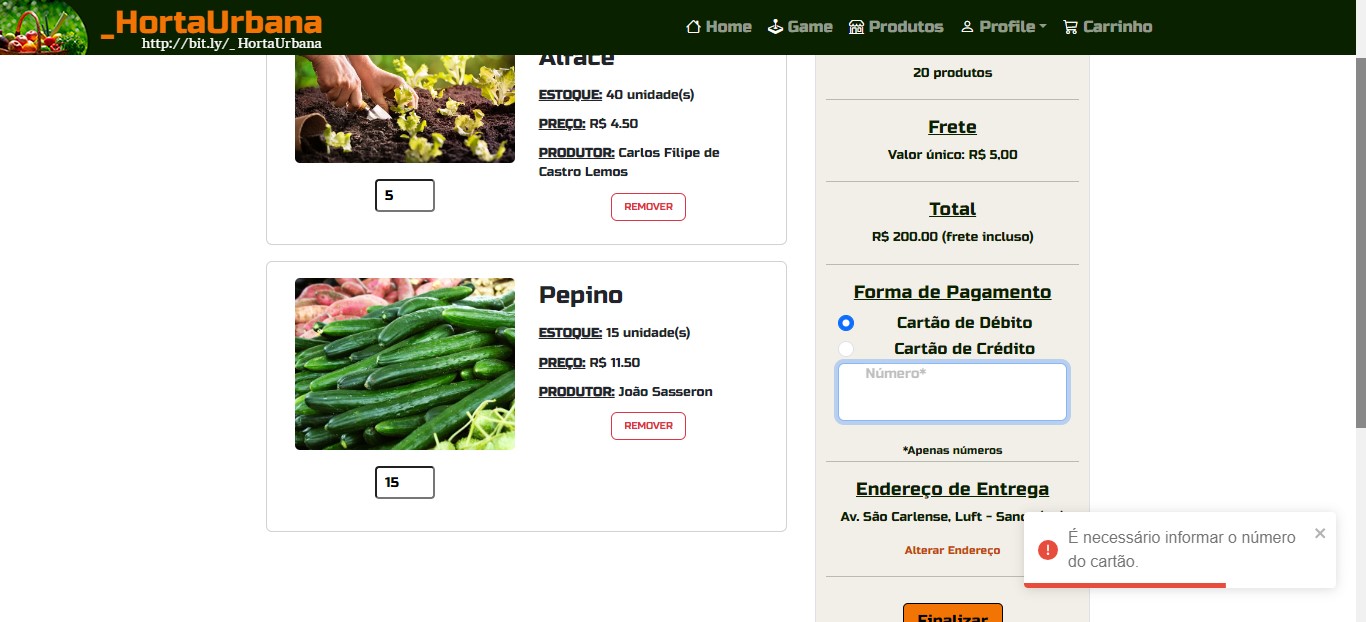 _HortaUrbana
http://bit.ly/_HortaUrbana
Home
Game
Produtos
Profile
Carrinho
Alface
ESTOQUE: 40 unidade(s)
PREÇO: R$ 4.50
PRODUTOR: Carlos Filipe de
Castro Lemos
5
REMOVER
Pepino
ESTOQUE: 15 unidade(s)
PREÇO: R$ 11.50
PRODUTOR: João Sasseron
REMOVER
15
20 produtos
Frete
Valor único: R$ 5,00
Total
R$ 200.00 (frete incluso)
Forma de Pagamento
Cartão de Débito
Cartão de Crédito
Número*
*Apenas números
Endereço de Entrega
Av. São Carlense, Luft -
Alterar Endereço
Finalizar
É necessário informar o número
do cartão.